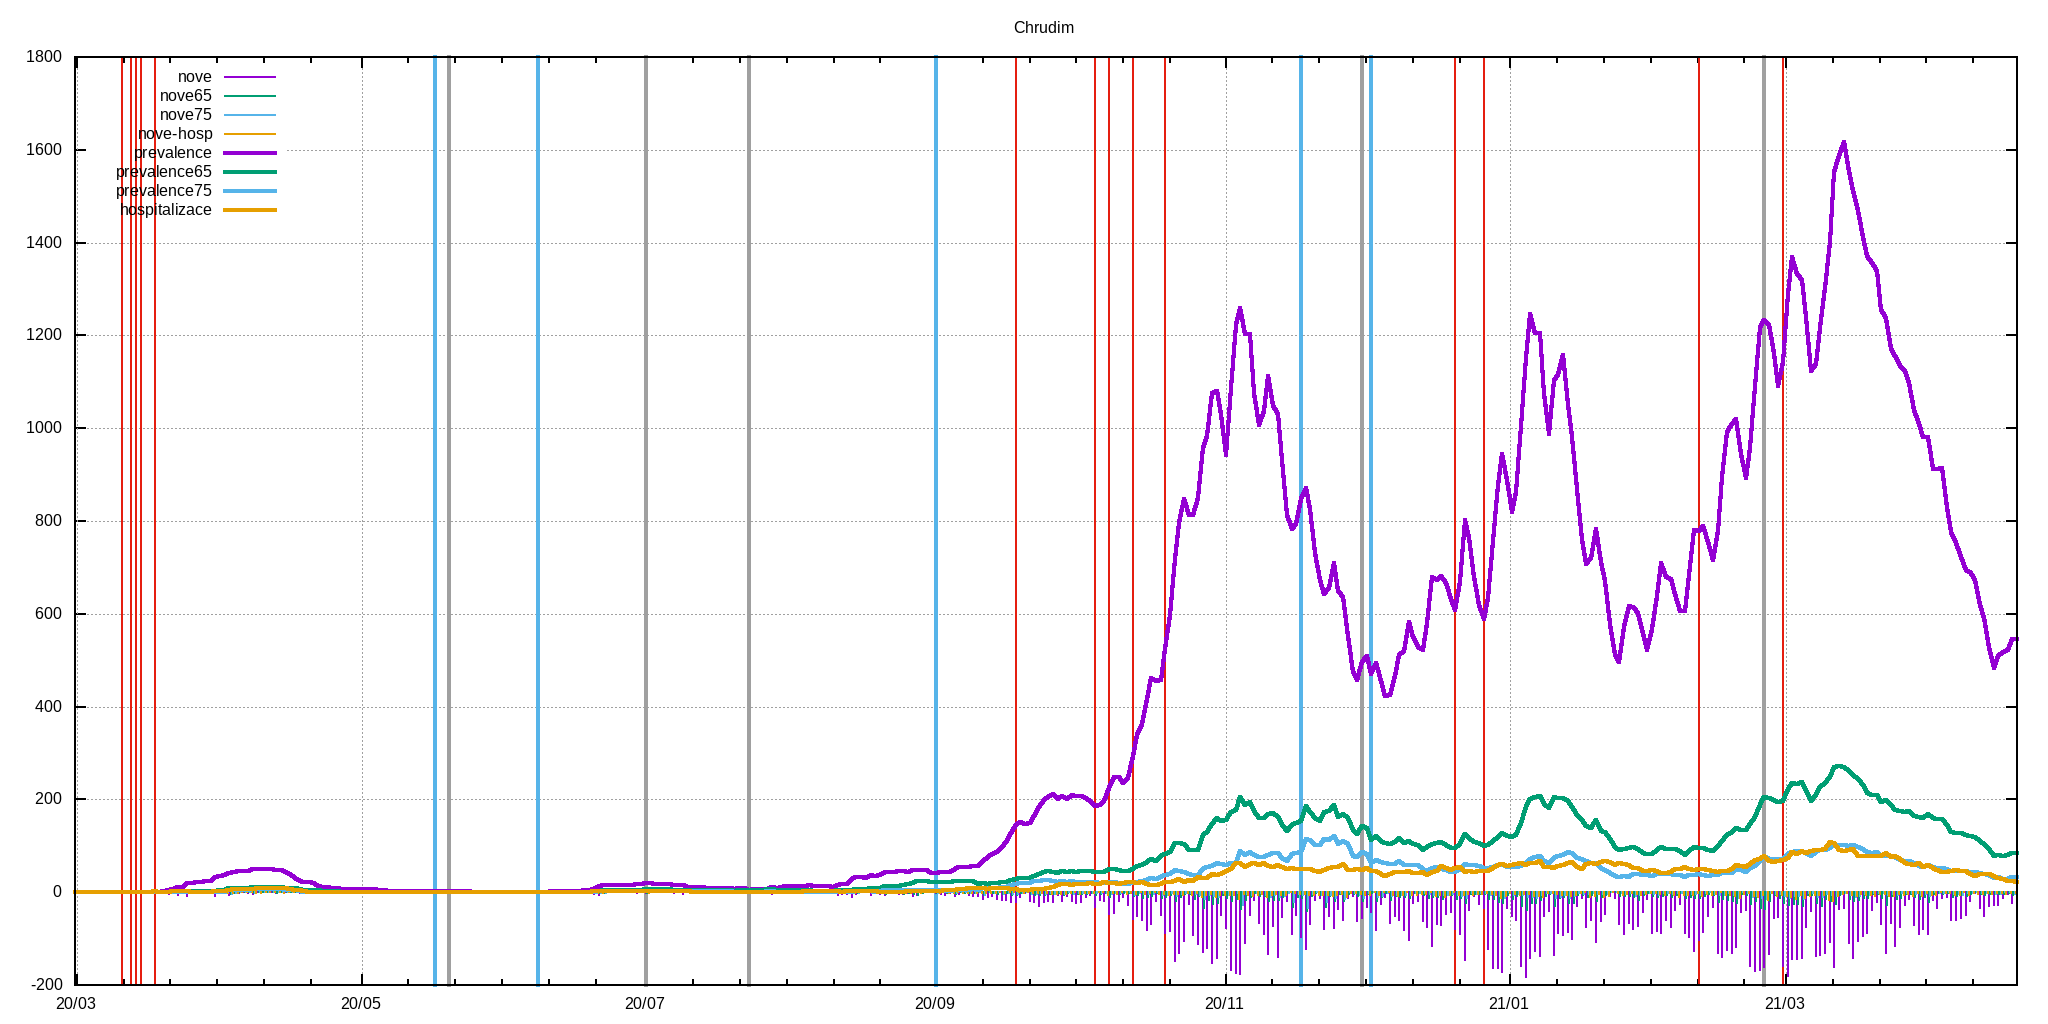 Chrudim
1800
1600
1400
1200
1000
800
600
400
200
0
-200
nove
nove65
nove75
nove-hosp
prevalence
prevalence65
prevalence75
hospitalizace
20/03 20/05 20/07 20/09 20/11 21/01 21/03